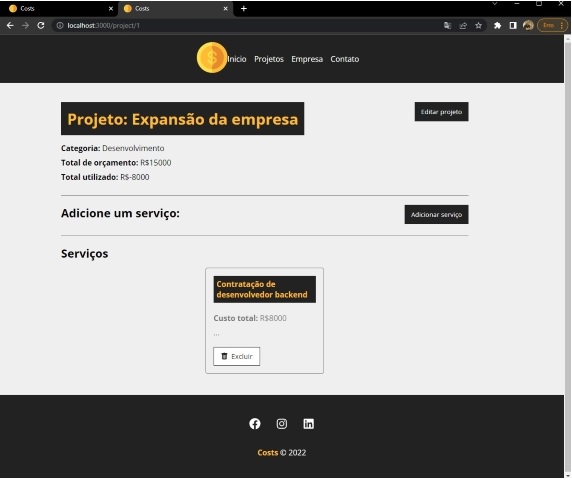 Costs
Costs
localhost:3000/project/1
Inicio Projetos Empresa Contato
Projeto: Expansão da empresa
Editar projeto
Categoria: Desenvolvimento
Total de orçamento: R$15000
Total utilizado: R$-8000
Adicione um serviço:
Adicionar serviço
Serviços
Contratação de
desenvolvedor backend
Custo total: R$8000
...
Excluir
Costs © 2022